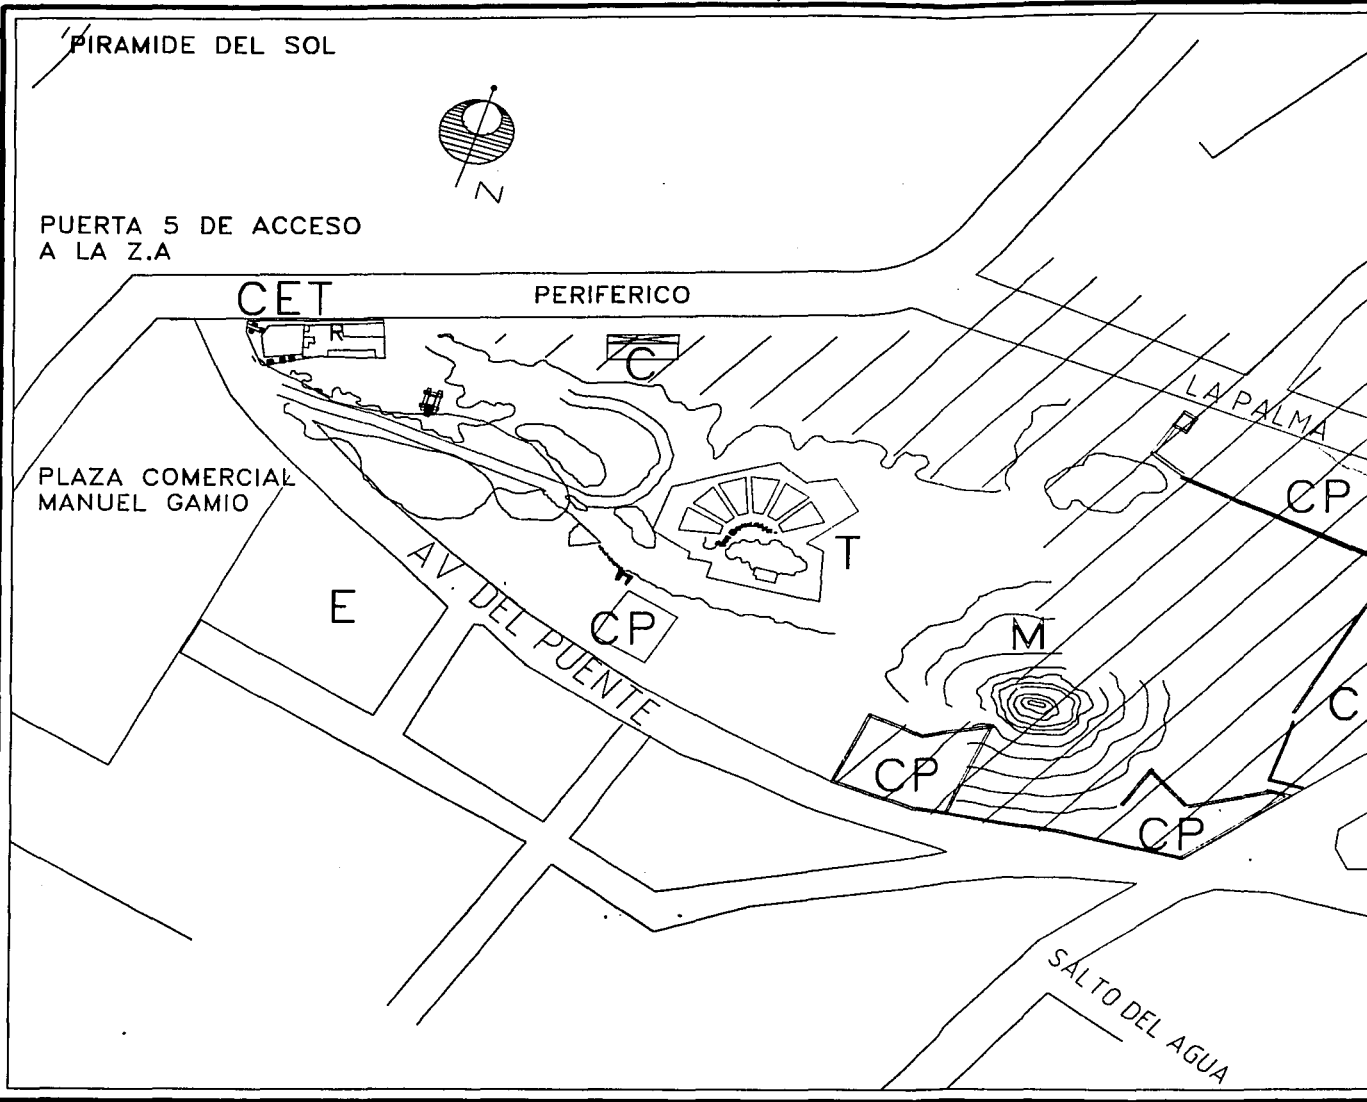 PIRAMIDE DEL SOL
N
PUERTA 5 DE ACCESO
A LA Z.A
CET
PERIFERICO
R
C
LA PALMA
PLAZA COMERCIAL
MANUEL GAMIO
CP
E
AV. DEL PUENTE
T
CP
M
C
CP
CP
SALTO DEL AGUA